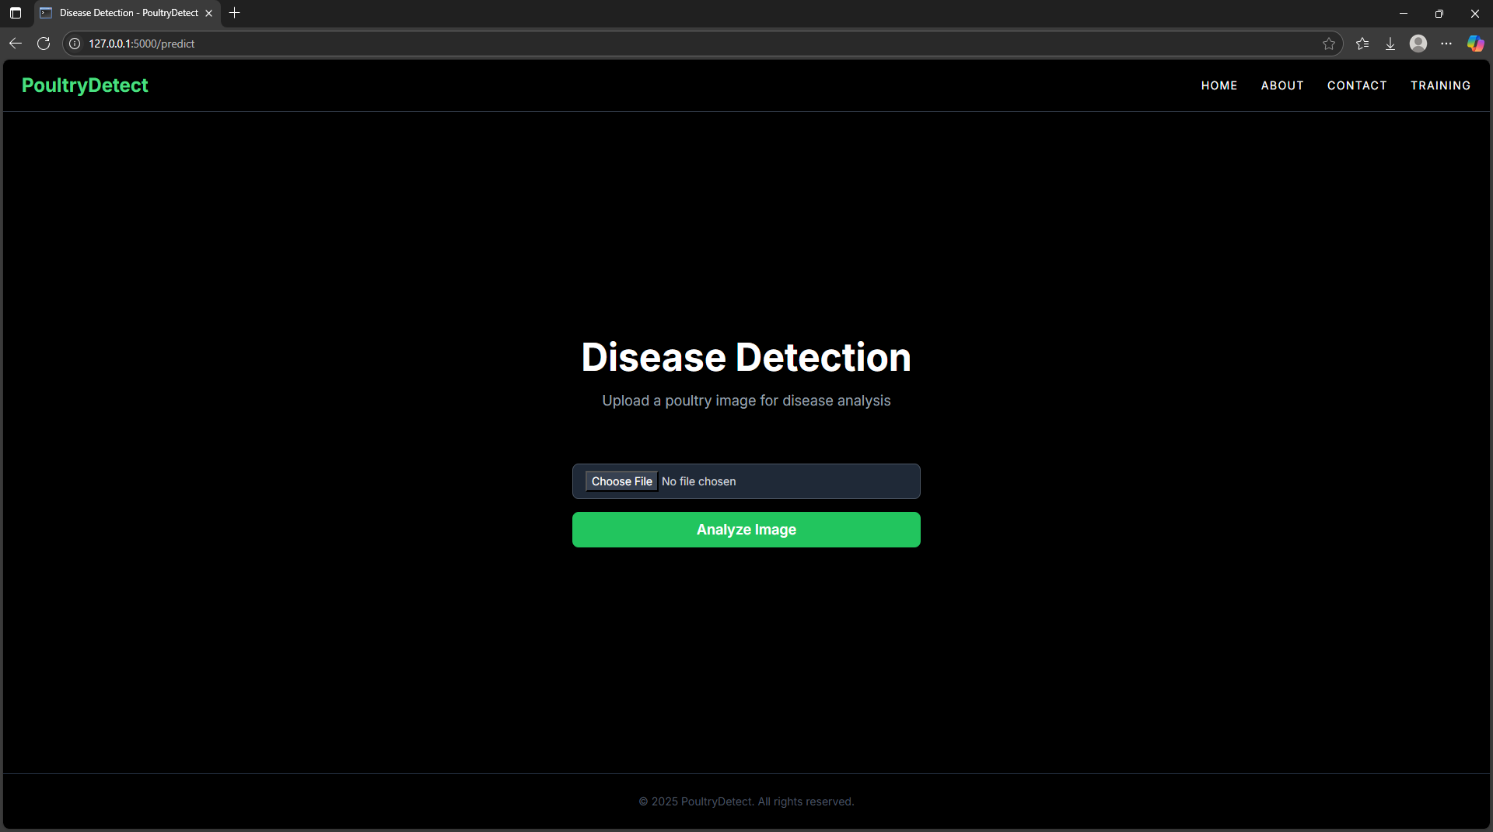 Disease Detection - PoultryDetect
127.0.0.1:5000/predict
PoultryDetect
HOME ABOUT CONTACT TRAINING
Disease Detection
Upload a poultry image for disease analysis
Choose File No file chosen
Analyze Image
© 2025 PoultryDetect. All rights reserved.